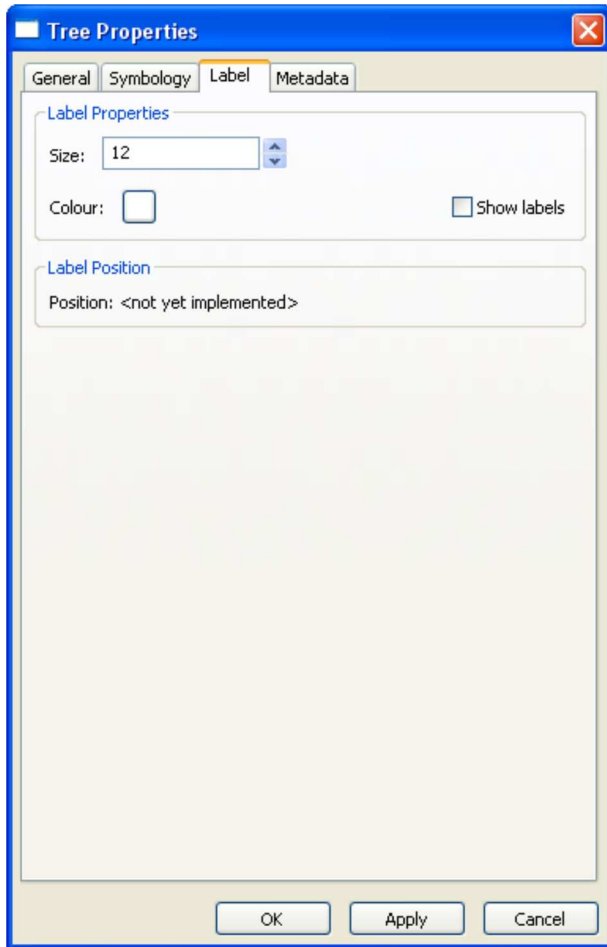 Tree Properties
General Symbology Label Metadata
Label Properties
Size: 12
Colour: Show labels
Label Position
Position: <not yet implemented>
OK Apply Cancel